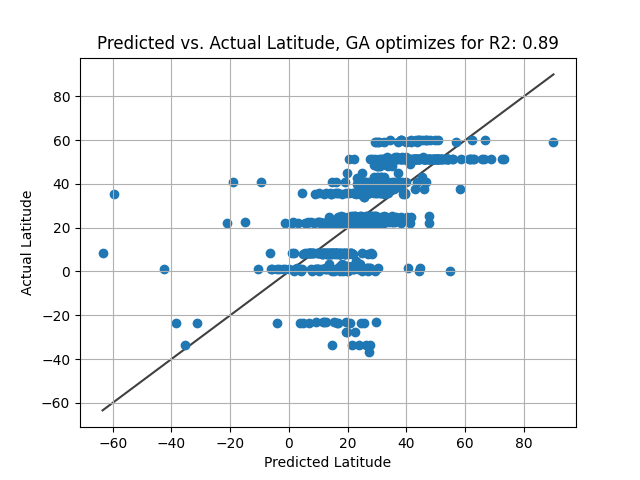 Predicted vs. Actual Latitude, GA optimizes for R2: 0.89
80
60
40
20
0
−20
−40
−60
Actual Latitude
−60 −40 −20 0 20 40 60 80
Predicted Latitude